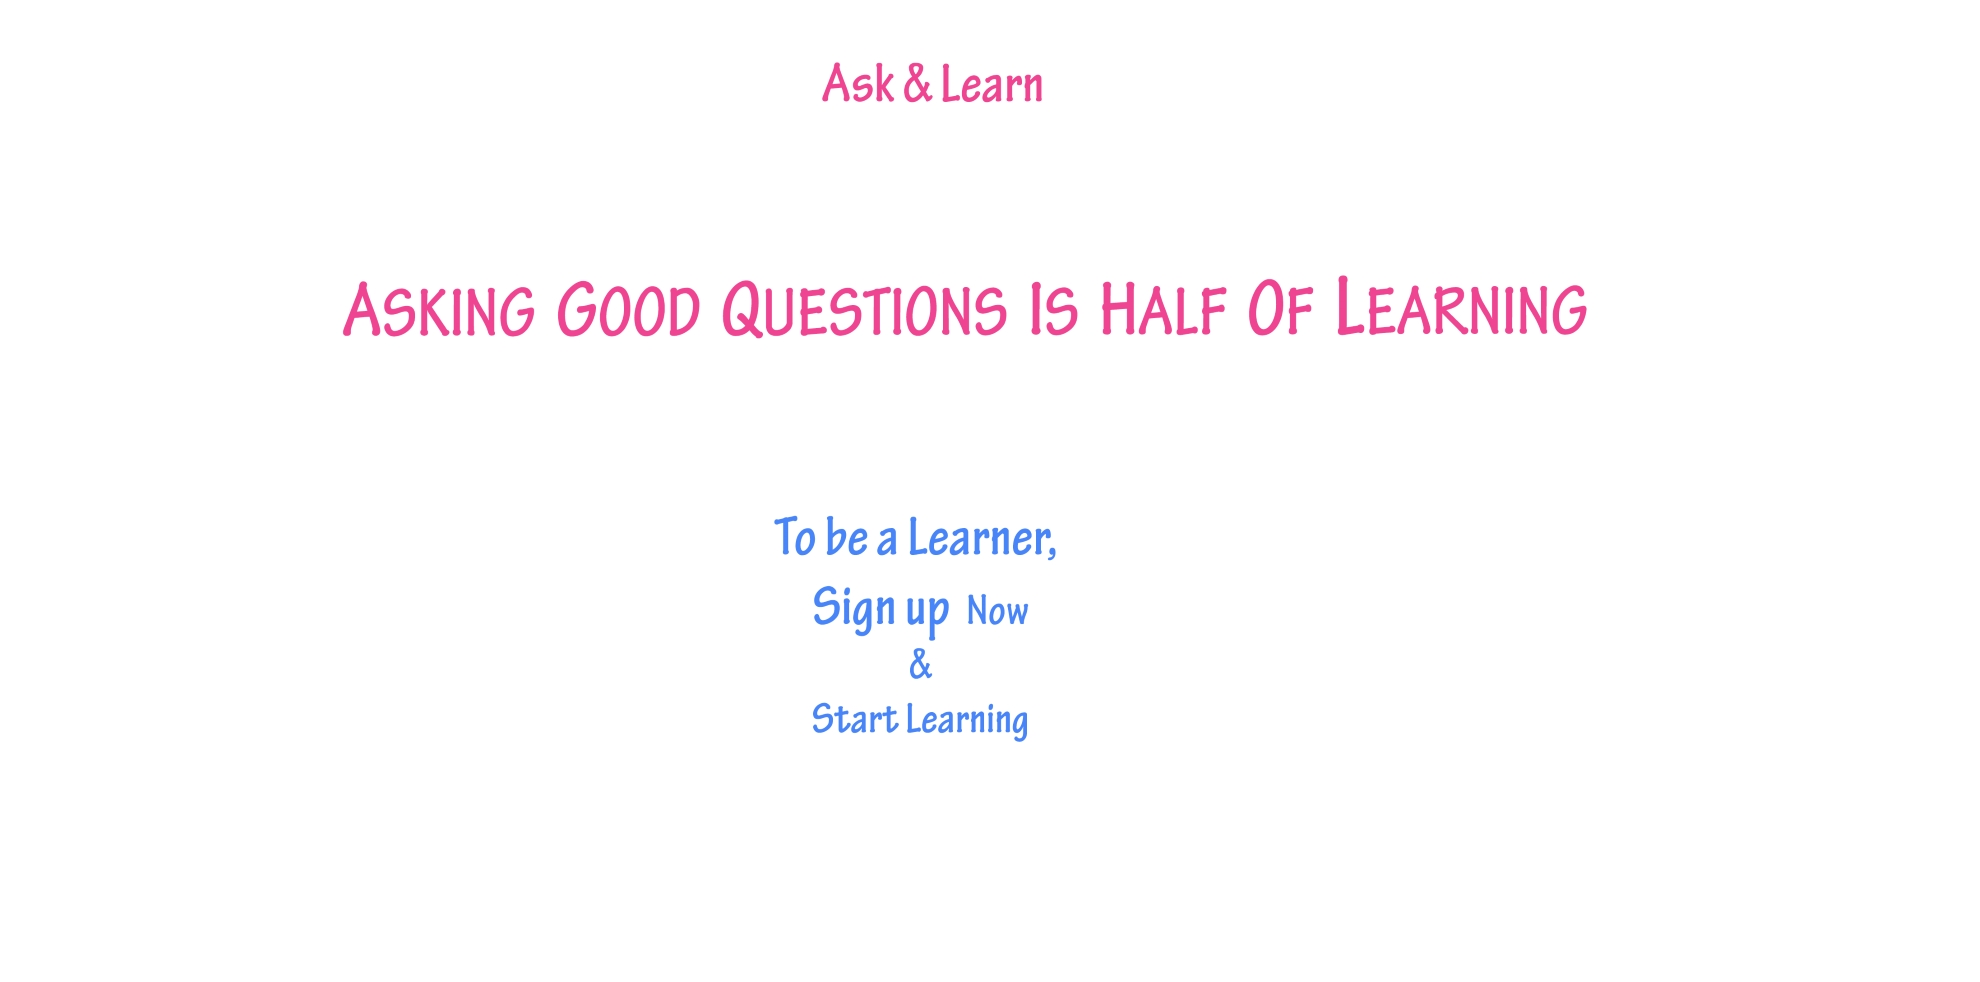 Ask & Learn
Asking Good Questions Is Half Of Learning
To be a Learner,
Sign up Now
&
Start Learning